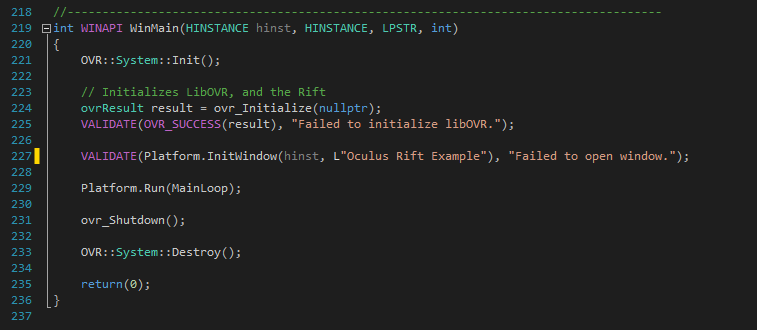 218 //-------------------------------------------------------------------------------------
219 int WINAPI WinMain(HINSTANCE hinst, HINSTANCE, LPSTR, int)
220 {
221     OVR::System::Init();
222
223     // Initializes LibOVR, and the Rift
224     ovrResult result = ovr_Initialize(nullptr);
225     VALIDATE(OVR_SUCCESS(result), "Failed to initialize libOVR.");
226
227     VALIDATE(Platform.InitWindow(hinst, L"Oculus Rift Example"), "Failed to open window.");
228
229     Platform.Run(MainLoop);
230
231     ovr_Shutdown();
232
233     OVR::System::Destroy();
234
235     return(0);
236 }
237